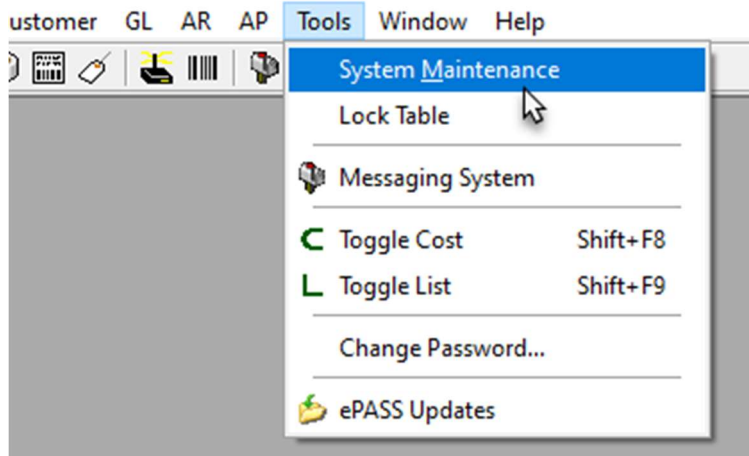 ustomer GL AR AP Tools Window Help
System Maintenance
Lock Table
Messaging System
Toggle Cost Shift+F8
Toggle List Shift+F9
Change Password...
ePASS Updates